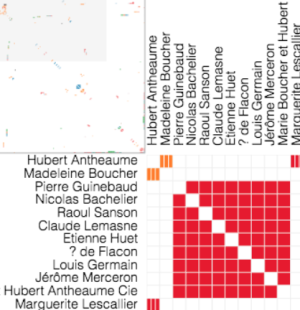 Hubert Antheaume
Madeleine Boucher
Pierre Guinebaud
Nicolas Bachelier
Raoul Sanson
Claude Lemasne
Etienne Huet
? de Flacon
Louis Germain
Jérôme Merceron
Marie Boucher et Hubert
Marguerite Lescallier
Hubert Antheaume
Madeleine Boucher
Pierre Guinebaud
Nicolas Bachelier
Raoul Sanson
Claude Lemasne
Etienne Huet
? de Flacon
Louis Germain
Jérôme Merceron
Hubert Antheaume Cie
Marguerite Lescallier